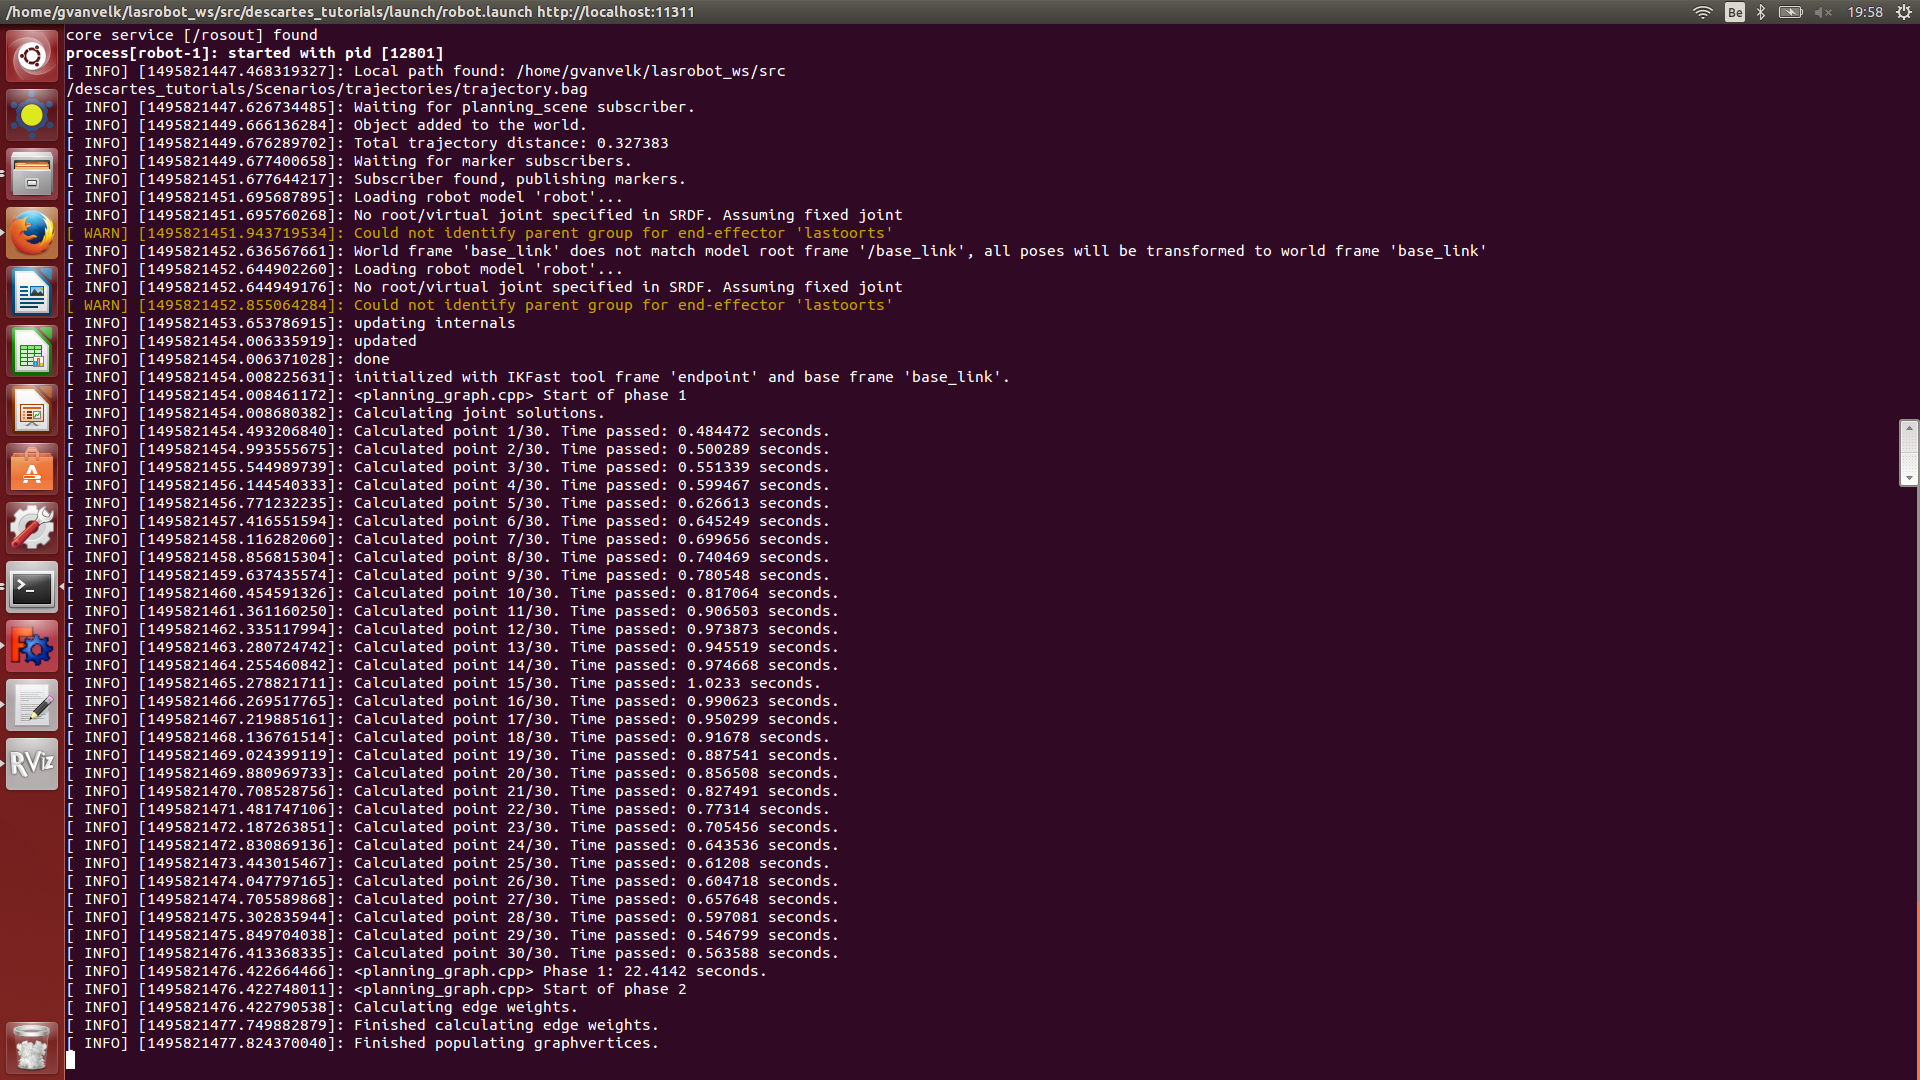 /home/gvanvelk/lasrobot_ws/src/descartes_tutorials/launch/robot.launch http://localhost:11311
Be
19:58
core service [/rosout] found
process[robot-1]: started with pid [12801]
[ INFO] [1495821447.468319327]: Local path found: /home/gvanvelk/lasrobot_ws/src
/descartes_tutorials/Scenarios/trajectories/trajectory.bag
[ INFO] [1495821447.626734485]: Waiting for planning_scene subscriber.
[ INFO] [1495821449.666136284]: Object added to the world.
[ INFO] [1495821449.676289702]: Total trajectory distance: 0.327383
[ INFO] [1495821449.677400658]: Waiting for marker subscribers.
[ INFO] [1495821451.677644217]: Subscriber found, publishing markers.
[ INFO] [1495821451.695687895]: Loading robot model 'robot'...
[ INFO] [1495821451.695760268]: No root/virtual joint specified in SRDF. Assuming fixed joint
[ WARN] [1495821451.943719534]: Could not identify parent group for end-effector 'lastoorts'
[ INFO] [1495821452.636567661]: World frame 'base_link' does not match model root frame '/base_link', all poses will be transformed to world frame 'base_link'
[ INFO] [1495821452.644902260]: Loading robot model 'robot'...
[ INFO] [1495821452.644949176]: No root/virtual joint specified in SRDF. Assuming fixed joint
[ WARN] [1495821452.855064284]: Could not identify parent group for end-effector 'lastoorts'
[ INFO] [1495821453.653786915]: updating internals
[ INFO] [1495821454.006335919]: updated
[ INFO] [1495821454.006371028]: done
[ INFO] [1495821454.008225631]: initialized with IKFast tool frame 'endpoint' and base frame 'base_link'.
[ INFO] [1495821454.008461172]: <planning_graph.cpp> Start of phase 1
[ INFO] [1495821454.008680382]: Calculating joint solutions.
[ INFO] [1495821454.493206840]: Calculated point 1/30. Time passed: 0.484472 seconds.
[ INFO] [1495821454.993555675]: Calculated point 2/30. Time passed: 0.500289 seconds.
[ INFO] [1495821455.544989739]: Calculated point 3/30. Time passed: 0.551339 seconds.
[ INFO] [1495821456.144540333]: Calculated point 4/30. Time passed: 0.599467 seconds.
[ INFO] [1495821456.771232235]: Calculated point 5/30. Time passed: 0.626613 seconds.
[ INFO] [1495821457.416551594]: Calculated point 6/30. Time passed: 0.645249 seconds.
[ INFO] [1495821458.116282060]: Calculated point 7/30. Time passed: 0.699656 seconds.
[ INFO] [1495821458.856815304]: Calculated point 8/30. Time passed: 0.740469 seconds.
[ INFO] [1495821459.637435574]: Calculated point 9/30. Time passed: 0.780548 seconds.
[ INFO] [1495821460.454591326]: Calculated point 10/30. Time passed: 0.817064 seconds.
[ INFO] [1495821461.361160250]: Calculated point 11/30. Time passed: 0.906503 seconds.
[ INFO] [1495821462.335117994]: Calculated point 12/30. Time passed: 0.973873 seconds.
[ INFO] [1495821463.280724742]: Calculated point 13/30. Time passed: 0.945519 seconds.
[ INFO] [1495821464.255460842]: Calculated point 14/30. Time passed: 0.974668 seconds.
[ INFO] [1495821465.278821711]: Calculated point 15/30. Time passed: 1.0233 seconds.
[ INFO] [1495821466.269517765]: Calculated point 16/30. Time passed: 0.990623 seconds.
[ INFO] [1495821467.219885161]: Calculated point 17/30. Time passed: 0.950299 seconds.
[ INFO] [1495821468.136761514]: Calculated point 18/30. Time passed: 0.91678 seconds.
[ INFO] [1495821469.024399119]: Calculated point 19/30. Time passed: 0.887541 seconds.
[ INFO] [1495821469.880969733]: Calculated point 20/30. Time passed: 0.856508 seconds.
[ INFO] [1495821470.708528756]: Calculated point 21/30. Time passed: 0.827491 seconds.
[ INFO] [1495821471.481747106]: Calculated point 22/30. Time passed: 0.77314 seconds.
[ INFO] [1495821472.187263851]: Calculated point 23/30. Time passed: 0.705456 seconds.
[ INFO] [1495821472.830869136]: Calculated point 24/30. Time passed: 0.643536 seconds.
[ INFO] [1495821473.443015467]: Calculated point 25/30. Time passed: 0.61208 seconds.
[ INFO] [1495821474.047797165]: Calculated point 26/30. Time passed: 0.604718 seconds.
[ INFO] [1495821474.705589868]: Calculated point 27/30. Time passed: 0.657648 seconds.
[ INFO] [1495821475.302835944]: Calculated point 28/30. Time passed: 0.597081 seconds.
[ INFO] [1495821475.849704038]: Calculated point 29/30. Time passed: 0.546799 seconds.
[ INFO] [1495821476.413368335]: Calculated point 30/30. Time passed: 0.563588 seconds.
[ INFO] [1495821476.422664466]: <planning_graph.cpp> Phase 1: 22.4142 seconds.
[ INFO] [1495821476.422748011]: <planning_graph.cpp> Start of phase 2
[ INFO] [1495821476.422790538]: Calculating edge weights.
[ INFO] [1495821477.749882879]: Finished calculating edge weights.
[ INFO] [1495821477.824370040]: Finished populating graphvertices.
RViz